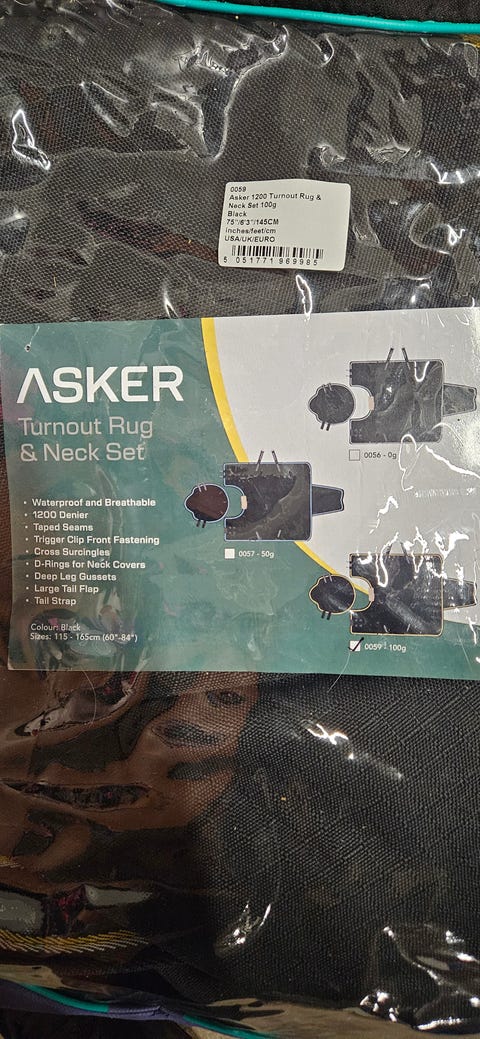 0059
Asker 1200 Turnout Rug &
Neck Set 100g
Black
75"/6'3"/145CM
inches/feet/cm
USA/UK/EURO
5 051771 969985
ASKER
Turnout Rug
& Neck Set
• Waterproof and Breathable
• 1200 Denier
• Taped Seams
• Trigger Clip Front Fastening
• Cross Surcingles
• D-Rings for Neck Covers
• Deep Leg Gussets
• Large Tail Flap
• Tail Strap
Colour: Black
Sizes: 115 - 165cm (60"-84")
0056 - 0g
0057 - 50g
0059 - 100g